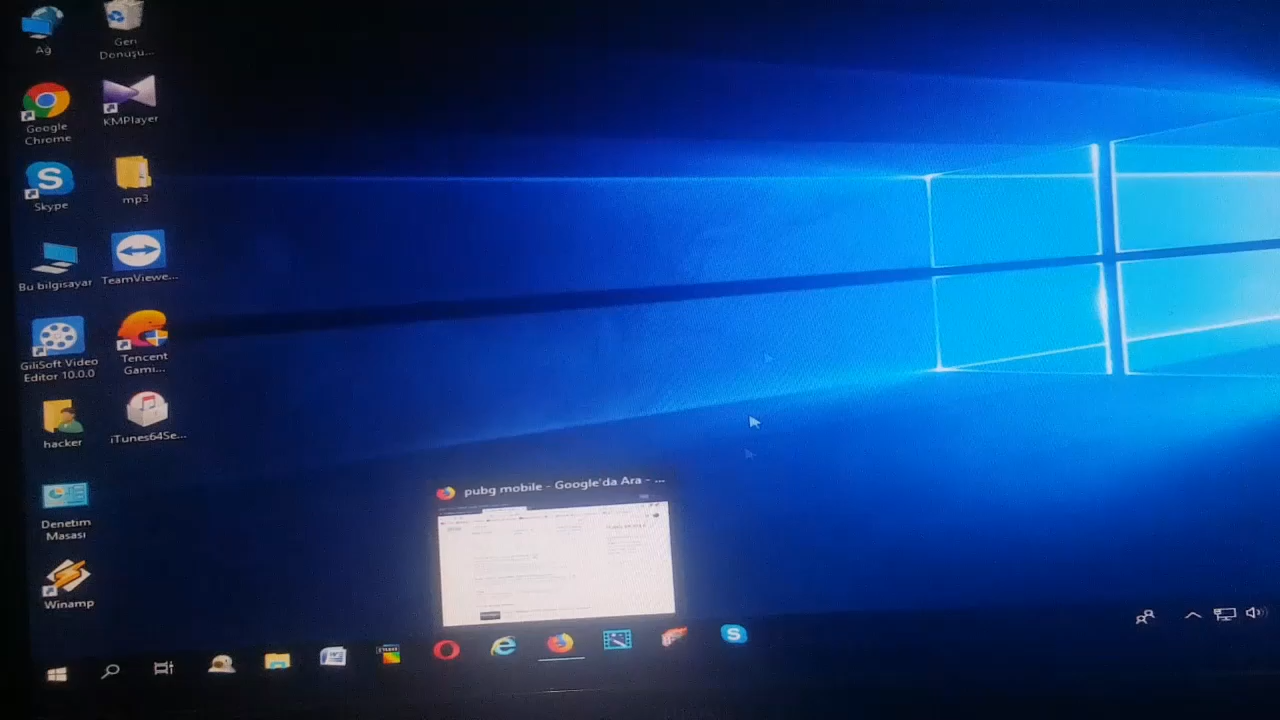 Ağ
Geri
Dönüşü...
Google
Chrome
KMPlayer
Skype
mp3
Bu bilgisayar
TeamViewe...
GiliSoft Video
Editor 10.0.0
Tencent
Gami...
hacker
iTunes64Se...
Denetim
Masası
Winamp
pubg mobile - Google'da Ara - ...